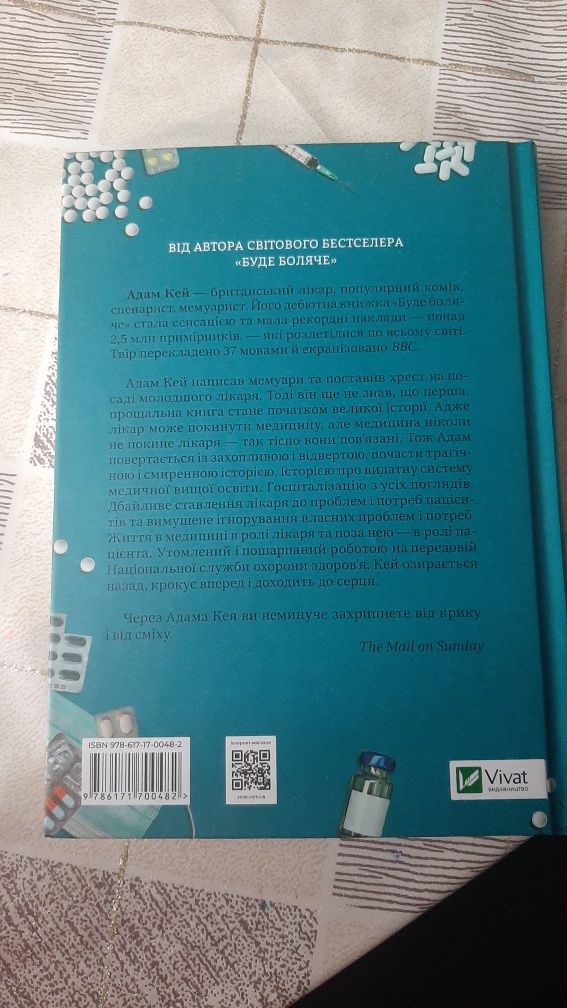 ВІД АВТОРА СВІТОВОГО БЕСТСЕЛЕРА
«БУДЕ БОЛЯЧЕ»
Адам Кей — британський лікар, популярний комік,
сценарист, мемуарист. Його дебютна книжка «Буде боля-
че» стала сенсацією та мала рекордні наклади — понад
2,5 млн примірників, — які розлетілися по всьому світі.
Твір перекладено 37 мовами й екранізовано BBC.
Адам Кей написав мемуари та поставив хрест на по-
саді молодшого лікаря. Тоді він ще не знав, що перша,
прощальна книга стане початком великої історії. Адже
лікар може покинути медицину, але медицина ніколи
не покине лікаря — так тісно вони пов'язані. Тож Адам
повертається із захопливою і відвертою, почасти трагіч-
ною і смиренною історією. Історією про видатну систему
медичної вищої освіти. Госпіталізацію з усіх поглядів.
Дбайливе ставлення лікаря до проблем і потреб пацієн-
тів та вимушене ігнорування власних проблем і потреб.
Життя в медицині в ролі лікаря та поза нею — в ролі па-
цієнта. Утомлений і пошарпаний роботою на передовій
Національної служби охорони здоров'я, Кей озирається
назад, крокує вперед і доходить до серця.
Через Адама Кея ви неминуче захрипнете від крику
і від сміху.
The Mail on Sunday
ISBN 978-617-17-0048-2
9 786171 700482 >
інтернет-магазин
vivat.com.ua
Vivat
ВИДАВНИЦТВО